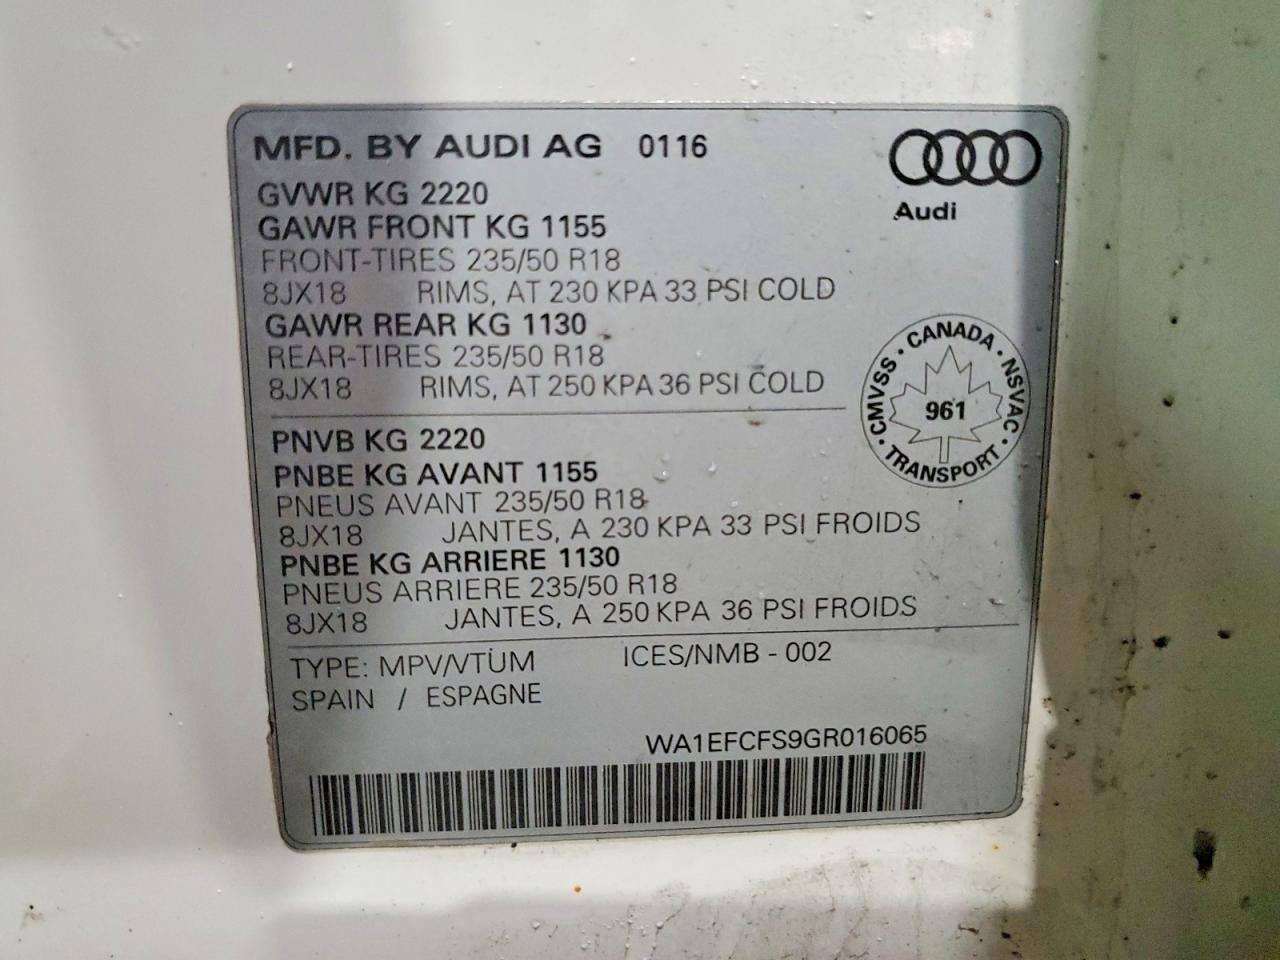 MFD. BY AUDI AG 0116
Audi
GVWR KG 2220
GAWR FRONT KG 1155
FRONT-TIRES 235/50 R18
8JX18 RIMS, AT 230 KPA 33 PSI COLD
GAWR REAR KG 1130
REAR-TIRES 235/50 R18
8JX18 RIMS, AT 250 KPA 36 PSI COLD
CMVSS · CANADA · NSVAC · TRANSPORT ·
961
PNVB KG 2220
PNBE KG AVANT 1155
PNEUS AVANT 235/50 R18
8JX18 JANTES, A 230 KPA 33 PSI FROIDS
PNBE KG ARRIERE 1130
PNEUS ARRIERE 235/50 R18
8JX18 JANTES, A 250 KPA 36 PSI FROIDS
TYPE: MPV/VTUM ICES/NMB - 002
SPAIN / ESPAGNE
WA1EFCFS9GR016065